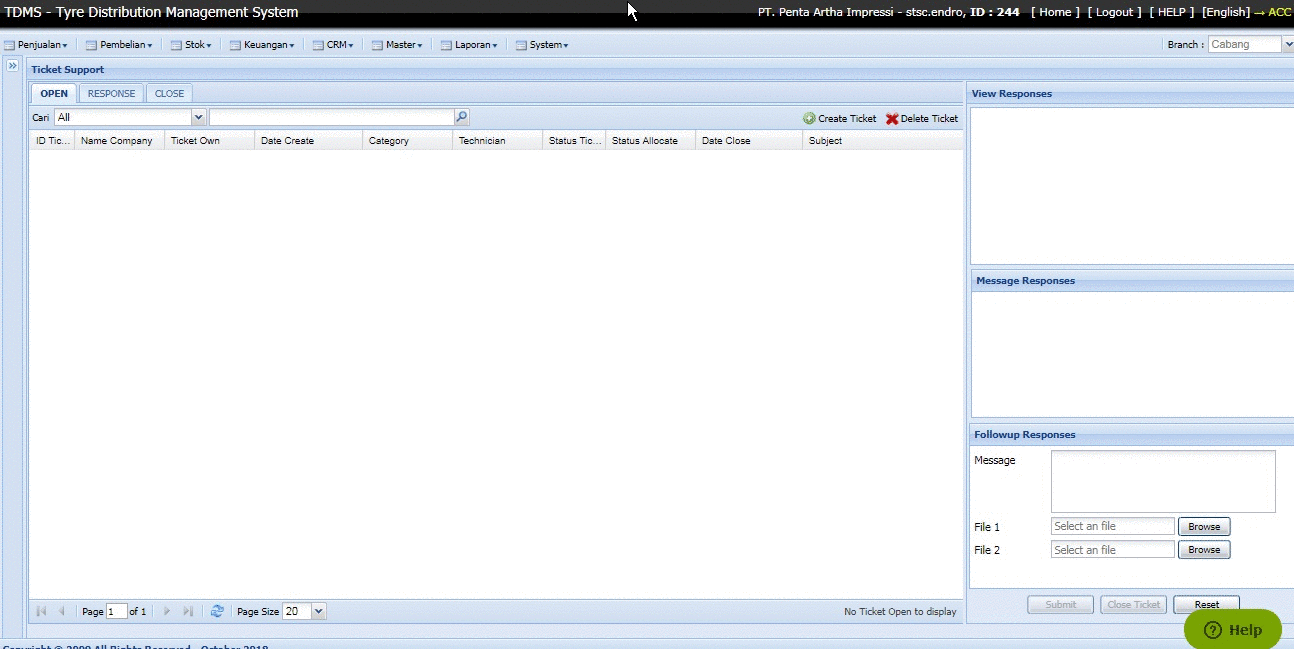 TDMS - Tyre Distribution Management System PT. Penta Artha Impressi - stsc.endro, ID : 244 [ Home ] [ Logout ] [ HELP ] [English] → ACC
Penjualan Pembelian Stok Keuangan CRM Master Laporan System Branch : Cabang
Ticket Support
OPEN RESPONSE CLOSE View Responses
Cari All Create Ticket Delete Ticket
ID Tic... Name Company Ticket Own Date Create Category Technician Status Tic... Status Allocate Date Close Subject
Message Responses
Followup Responses
Message
File 1 Select an file Browse
File 2 Select an file Browse
Submit Close Ticket Reset
Page 1 of 1 Page Size 20 No Ticket Open to display
Help
Copyright © 2009 All Rights Reserved - October 2018